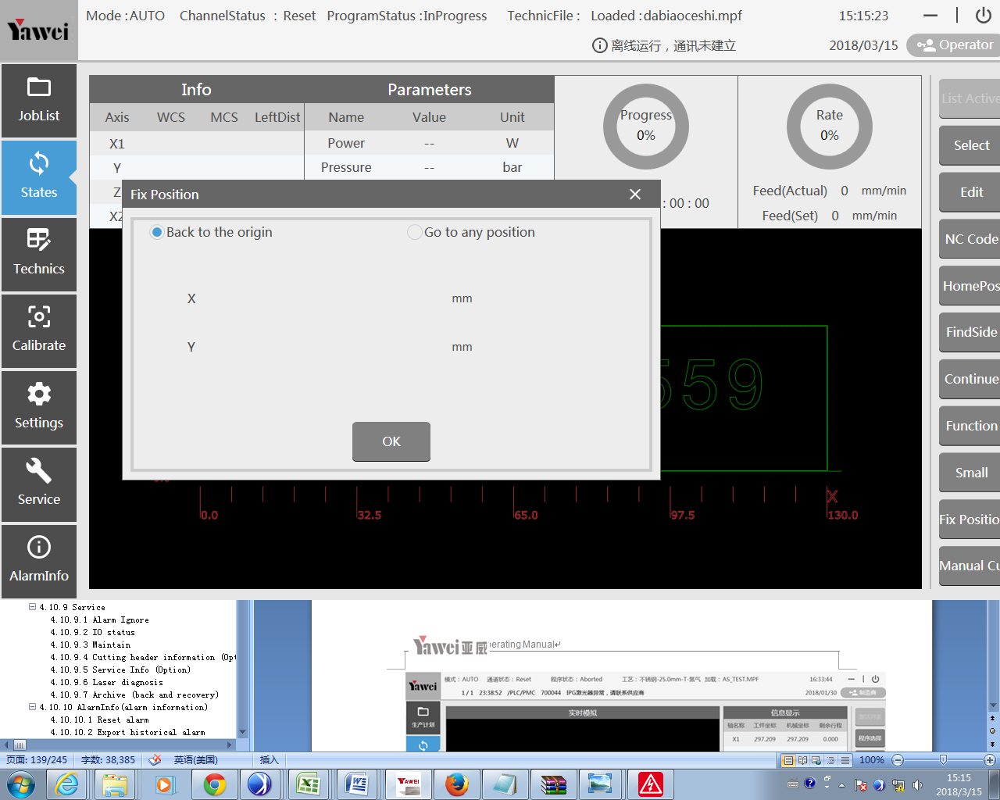 Yawei
Mode :AUTO ChannelStatus : Reset ProgramStatus :InProgress TechnicFile : Loaded :dabiaoceshi.mpf 15:15:23
离线运行，通讯未建立 2018/03/15 Operator
JobList
States
Technics
Calibrate
Settings
Service
AlarmInfo
Info Parameters
Axis WCS MCS LeftDist Name Value Unit
X1 Power -- W
Y Pressure -- bar
Z
X2
Progress
0%
: 00 : 00
Rate
0%
Feed(Actual) 0 mm/min
Feed(Set) 0 mm/min
Fix Position
Back to the origin Go to any position
X mm
Y mm
OK
559
X
0.0 32.5 65.0 97.5 130.0
List Active
Select
Edit
NC Code
HomePos
FindSide
Continue
Function
Small
Fix Positio
Manual Cu
4.10.9 Service
4.10.9.1 Alarm Ignore
4.10.9.2 IO status
4.10.9.3 Maintain
4.10.9.4 Cutting header information (Opt
4.10.9.5 Service Info (Option)
4.10.9.6 Laser diagnosis
4.10.9.7 Archive (back and recovery)
4.10.10 AlarmInfo(alarm information)
4.10.10.1 Reset alarm
4.10.10.2 Export historical alarm
Yawei亚威 erating Manual
Yawei
模式：AUTO 通道状态：Reset 程序状态：Aborted 工艺：不锈钢-25.0mm-T-氮气 加载：AS_TEST.MPF 16:33:44
1 / 1 23:38:52 /PLC/PMC 700044 IPG激光器异常，请联系供应商 2018/01/30 制造商
生产计划
实时模拟 信息显示
轴名称 工件坐标 机械坐标 剩余行程
X1 297.209 297.209 0.000
程序选择
页面: 139/245 字数: 38,385 英语(美国) 插入 100%
YAWEI
15:15
2018/3/15